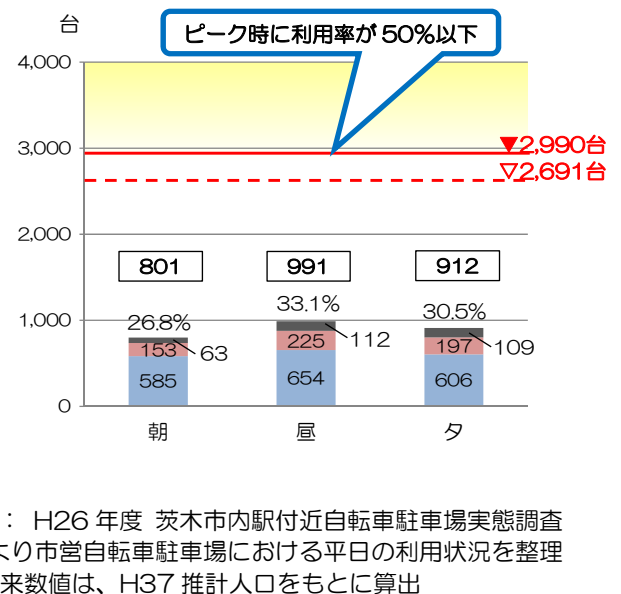 台
ピーク時に利用率が50%以下
4,000
3,000
▼2,990台
▽2,691台
2,000
801 991 912
26.8% 33.1% 30.5%
1,000
153 63 225 112 197 109
585 654 606
0
朝 昼 夕
: H26 年度 茨木市内駅付近自転車駐車場実態調査
より市営自転車駐車場における平日の利用状況を整理
来数値は、H37 推計人口をもとに算出